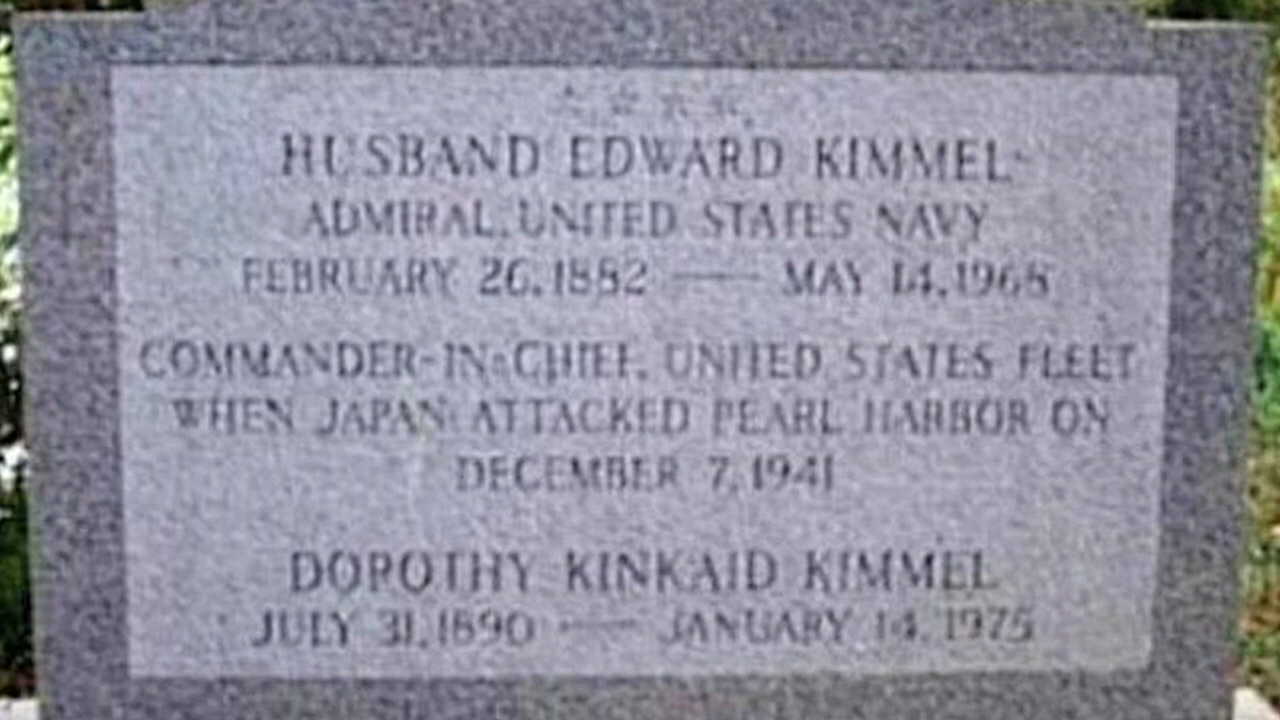 HUSBAND EDWARD KIMMEL
ADMIRAL, UNITED STATES NAVY
FEBRUARY 26, 1882 — MAY 14, 1968
COMMANDER-IN-CHIEF, UNITED STATES FLEET
WHEN JAPAN ATTACKED PEARL HARBOR ON
DECEMBER 7, 1941
DOROTHY KINKAID KIMMEL
JULY 31, 1890 — JANUARY 14, 1975